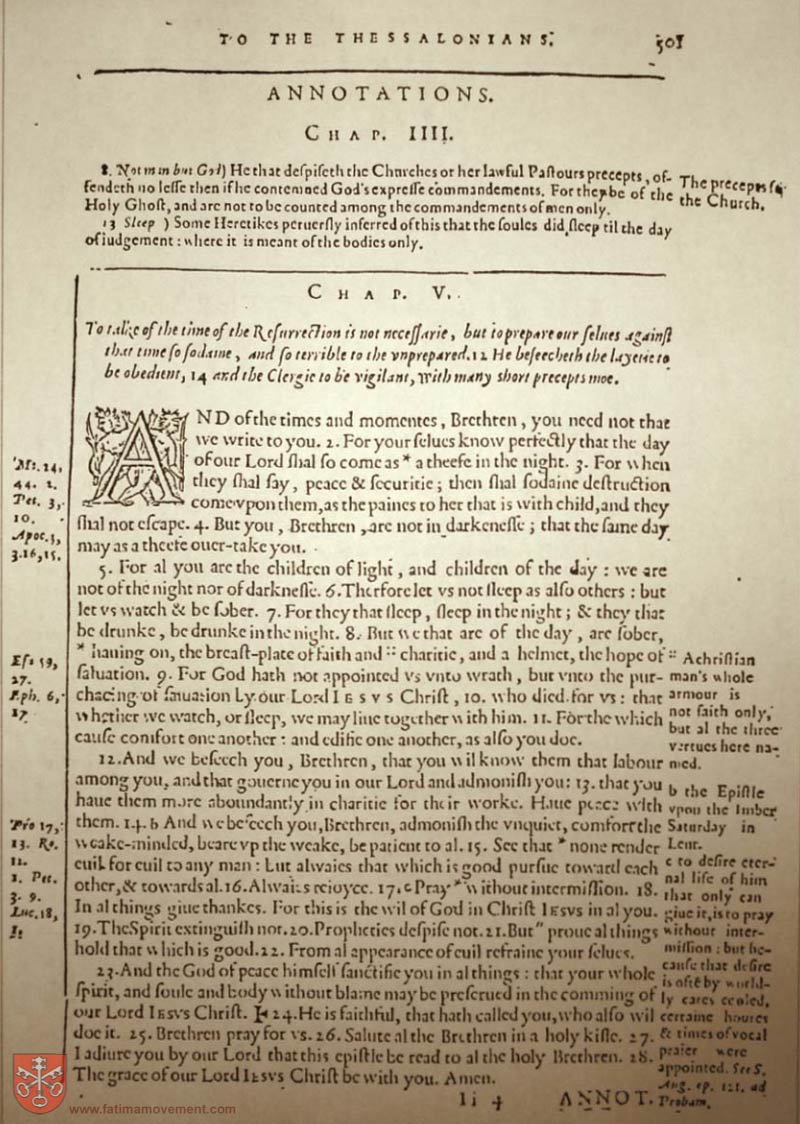 TO THE THESSALONIANS. 501
ANNOTATIONS.
CHAP. IIII.
8. Not man but God) He that deſpiſeth the Churches or her lawful Paſtours precepts, of-
fendeth no leſſe then if he contemned God's expreſſe commandements. For they be of the
Holy Ghoſt, and are not to be counted among the commandements of men only.
The precepts
the Church.
13 Sleep ) Some Heretikes peruerſly inferred of this that the ſoules did ſleep til the day
of iudgement: where it is meant of the bodies only.
CHAP. V.
To talke of the time of the Reſurrection is not neceſſarie, but to prepare our ſelues againſt
that time ſo ſodaine, and ſo terrible to the vnprepared. 12 He beſeecheth the layetie to
be obedient, 14 and the Clergie to be vigilant, with many short precepts moe.
AND of the times and momentes, Brethren, you need not that
we write to you. 2. For your ſelues know perfectly that the day
of our Lord ſhal ſo come as * a theefe in the night. 3. For when
they ſhal ſay, peace & ſecuritie; then ſhal ſodaine deſtruction
come vpon them, as the paines to her that is with child, and they
ſhal not eſcape. 4. But you, Brethren, are not in darkeneſſe; that the ſame day
may as a theefe ouer-take you.
Mt. 24,
44. 2.
Pet. 3,
10.
Apoc. 3,
3. 16, 15.
5. For al you are the children of light, and children of the day: we are
not of the night nor of darkneſſe. 6. Therfore let vs not ſleep as alſo others: but
let vs watch & be ſober. 7. For they that ſleep, ſleep in the night; & they that
be drunke, be drunke in the night. 8. But we that are of the day, are ſober,
* hauing on, the breaſt-plate of faith and :: charitie, and a helmet, the hope of
ſaluation. 9. For God hath not appointed vs vnto wrath, but vnto the pur-
chacing of ſaluation by our Lord IESVS Chriſt, 10. who died for vs: that
whether we watch, or ſleep, we may liue together with him. 11. For the which
cauſe comfort one another: and edifie one another, as alſo you doe.
Eſa 59,
17.
Eph. 6,
17
:: A chriſtian
man's whole
armour is
not faith only,
but al the three
vertues here na-
med.
12. And we beſeech you, Brethren, that you wil know them that labour
among you, and that gouerne you in our Lord and admoniſh you: 13. that you
haue them more aboundantly in charitie for their worke. Haue peace with
them. 14. b And we beſeech you, Brethren, admoniſh the vnquiet, comfort the
weake-minded, beare vp the weake, be patient to al. 15. See that * none render
euil for euil to any man: but alwaies that which is good purſue toward each
other, & towards al. 16. Alwaies reioyce. 17. c Pray * without intermiſſion. 18.
In al things giue thankes. For this is the wil of God in Chriſt IESVS in al you.
19. The Spirit extinguiſh not. 20. Prophecies deſpiſe not. 21. But " proue al things
hold that which is good. 22. From al appearance of euil refraine your ſelues.
Pro 17,
13. Ro.
12.
1. Pet.
3. 9.
Luc. 18,
1.
b the Epiſtle
vpon the Imber
Saturday in
Lent.
c to deſire eter-
nal life of him
that only can
giue it, is to pray
without inter-
miſſion: but be-
cauſe that deſire
is oft by world-
ly cares cooled,
certaine houres
& times of vocal
praier were
appointed. See S.
Aug. ep. 121. ad
Probam.
23. And the God of peace himſelf ſanctifie you in al things: that your whole
ſpirit, and ſoule and body without blame may be preſerued in the comming of
our Lord IESVS Chriſt. 24. He is faithful, that hath called you, who alſo wil
doe it. 25. Brethren pray for vs. 26. Salute al the Brethren in a holy kiſſe. 27.
I adiure you by our Lord that this epiſtle be read to al the holy Brethren. 28.
The grace of our Lord IESVS Chriſt be with you. Amen.
Ii 4 ANNOT.
www.fatimamovement.com